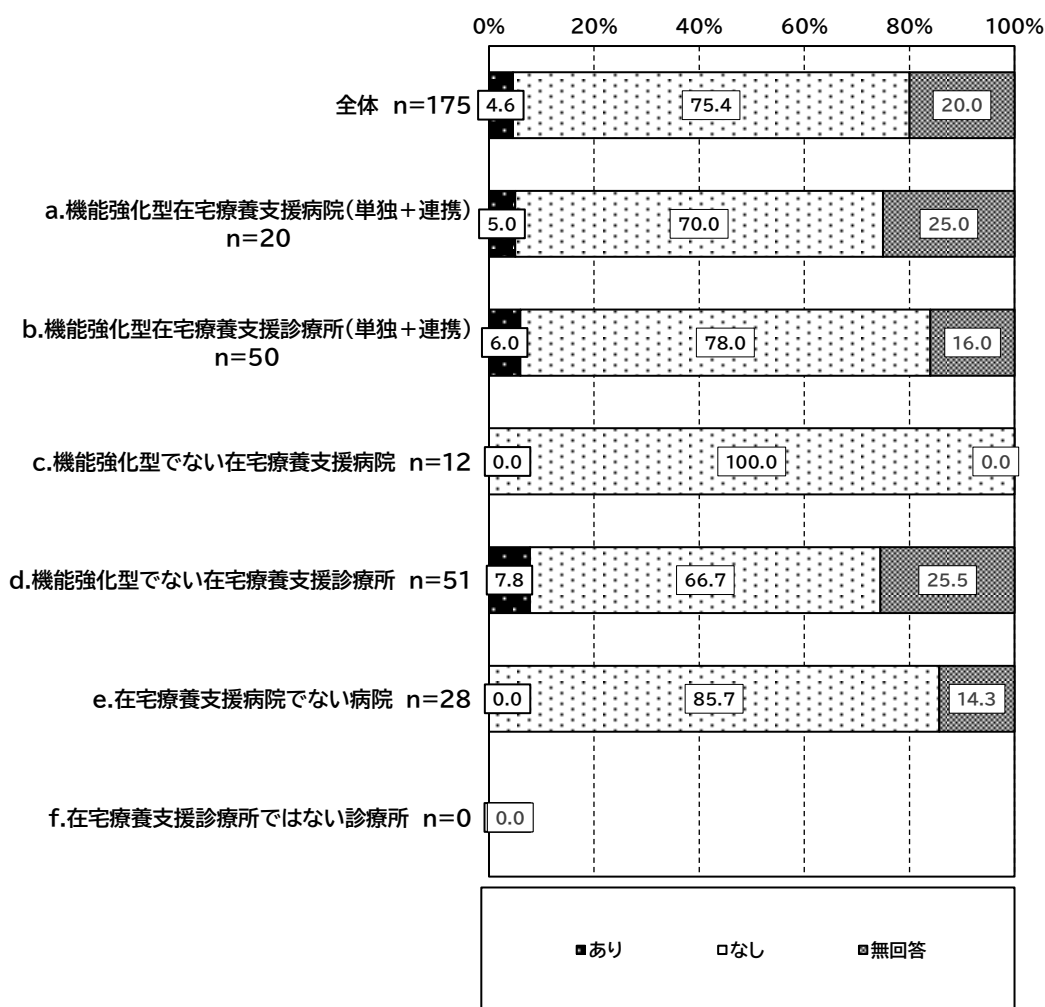 0% 20% 40% 60% 80% 100%
全体 n=175 4.6 75.4 20.0
a.機能強化型在宅療養支援病院(単独+連携)
n=20 5.0 70.0 25.0
b.機能強化型在宅療養支援診療所(単独+連携)
n=50 6.0 78.0 16.0
c.機能強化型でない在宅療養支援病院 n=12 0.0 100.0 0.0
d.機能強化型でない在宅療養支援診療所 n=51 7.8 66.7 25.5
e.在宅療養支援病院でない病院 n=28 0.0 85.7 14.3
f.在宅療養支援診療所ではない診療所 n=0 0.0
あり なし 無回答